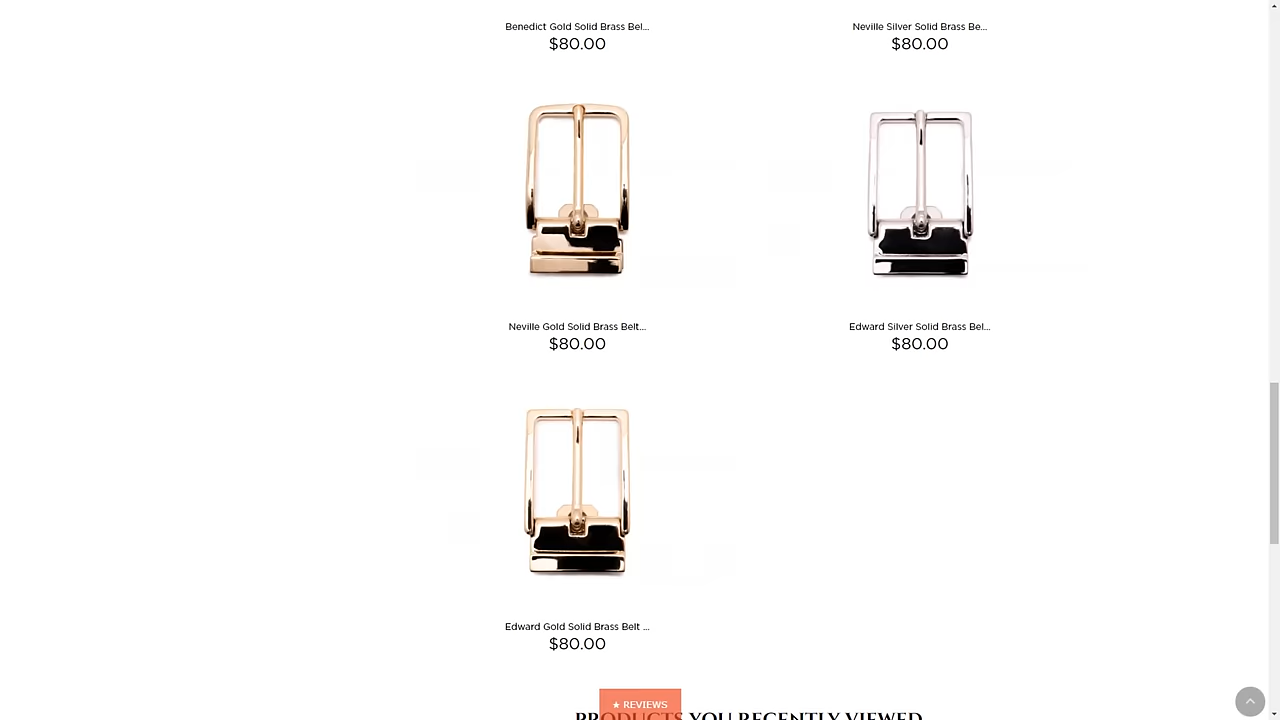 Benedict Gold Solid Brass Bel...
$80.00
Neville Silver Solid Brass Be...
$80.00
Neville Gold Solid Brass Belt...
$80.00
Edward Silver Solid Brass Bel...
$80.00
Edward Gold Solid Brass Belt ...
$80.00
★ REVIEWS
PRODUCTS YOU RECENTLY VIEWED